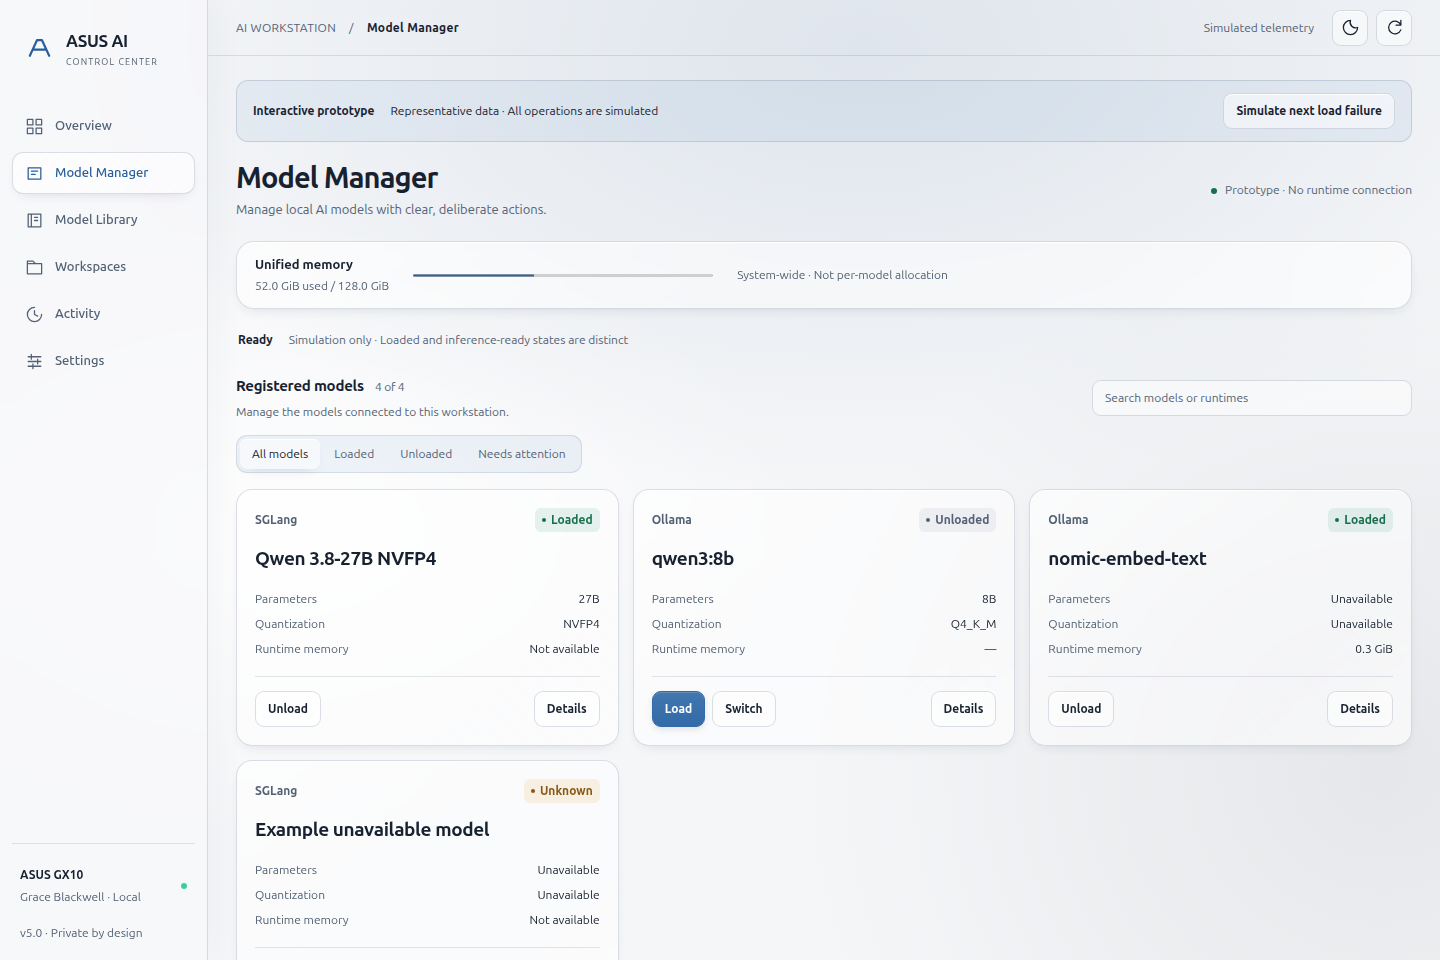 ASUS AI
CONTROL CENTER
Overview
Model Manager
Model Library
Workspaces
Activity
Settings
ASUS GX10
Grace Blackwell · Local
v5.0 · Private by design
AI WORKSTATION / Model Manager
Simulated telemetry
Interactive prototype Representative data · All operations are simulated
Simulate next load failure
Model Manager
Manage local AI models with clear, deliberate actions.
Prototype · No runtime connection
Unified memory
52.0 GiB used / 128.0 GiB
System-wide · Not per-model allocation
Ready Simulation only · Loaded and inference-ready states are distinct
Registered models 4 of 4
Manage the models connected to this workstation.
Search models or runtimes
All models Loaded Unloaded Needs attention
SGLang • Loaded
Qwen 3.8-27B NVFP4
Parameters 27B
Quantization NVFP4
Runtime memory Not available
Unload Details
Ollama • Unloaded
qwen3:8b
Parameters 8B
Quantization Q4_K_M
Runtime memory —
Load Switch Details
Ollama • Loaded
nomic-embed-text
Parameters Unavailable
Quantization Unavailable
Runtime memory 0.3 GiB
Unload Details
SGLang • Unknown
Example unavailable model
Parameters Unavailable
Quantization Unavailable
Runtime memory Not available